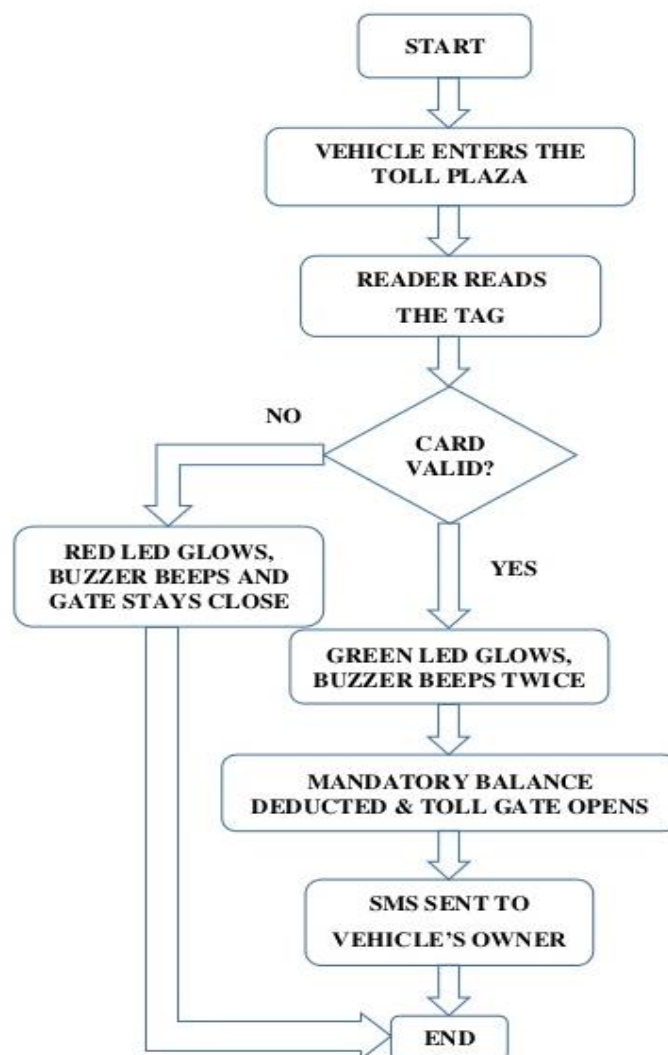 START
VEHICLE ENTERS THE
TOLL PLAZA
READER READS
THE TAG
NO
CARD
VALID?
RED LED GLOWS,
BUZZER BEEPS AND
GATE STAYS CLOSE
YES
GREEN LED GLOWS,
BUZZER BEEPS TWICE
MANDATORY BALANCE
DEDUCTED & TOLL GATE OPENS
SMS SENT TO
VEHICLE’S OWNER
END